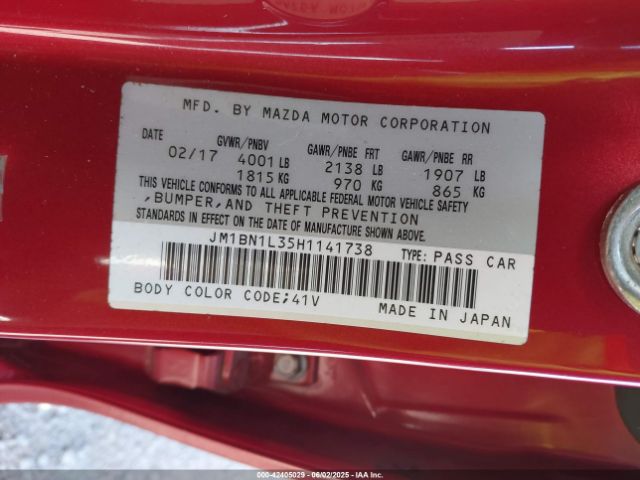 MFD. BY MAZDA MOTOR CORPORATION
DATE GVWR/PNBV GAWR/PNBE FRT GAWR/PNBE RR
02/17 4001 LB 2138 LB 1907 LB
1815 KG 970 KG 865 KG
THIS VEHICLE CONFORMS TO ALL APPLICABLE FEDERAL MOTOR VEHICLE SAFETY
,BUMPER,AND THEFT PREVENTION
STANDARDS IN EFFECT ON THE DATE OF MANUFACTURE SHOWN ABOVE.
JM1BN1L35H1141738 TYPE: PASS CAR
BODY COLOR CODE;41V MADE IN JAPAN
000-42405029 - 06/02/2025 - IAAI.com